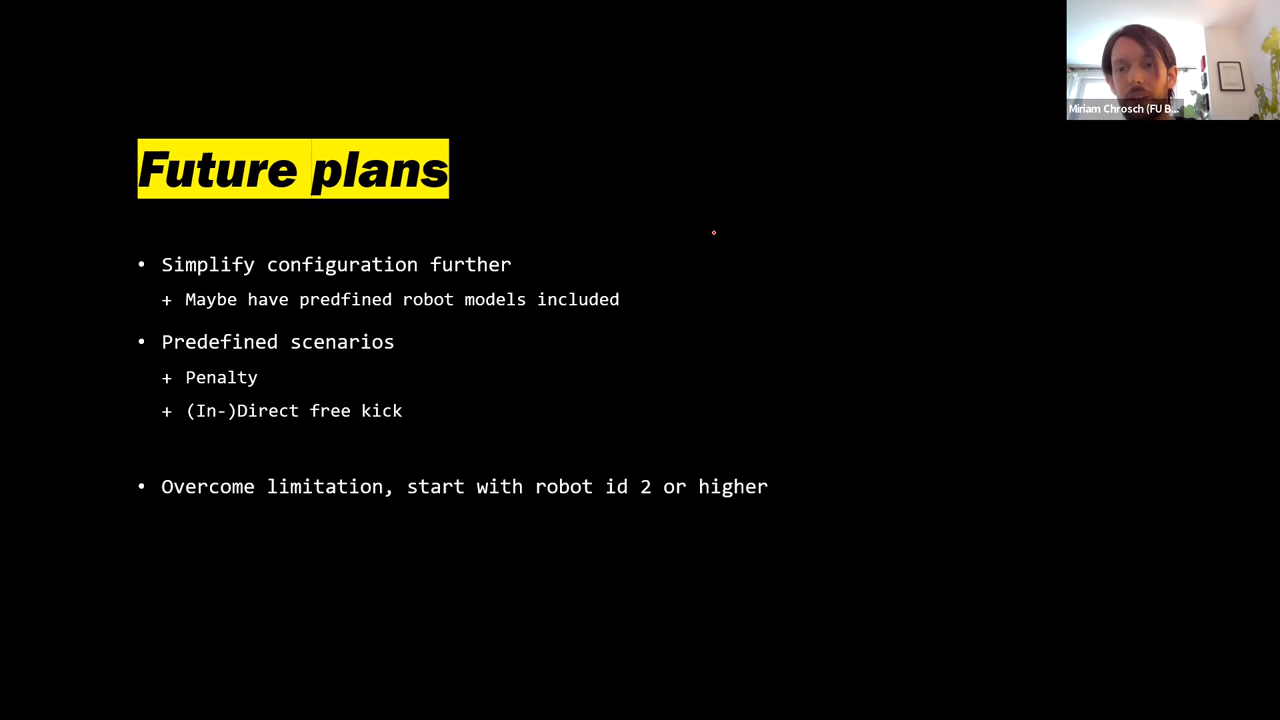 Miriam Chrosch (FU B...
Future plans
• Simplify configuration further
+ Maybe have predfined robot models included
• Predefined scenarios
+ Penalty
+ (In-)Direct free kick
• Overcome limitation, start with robot id 2 or higher